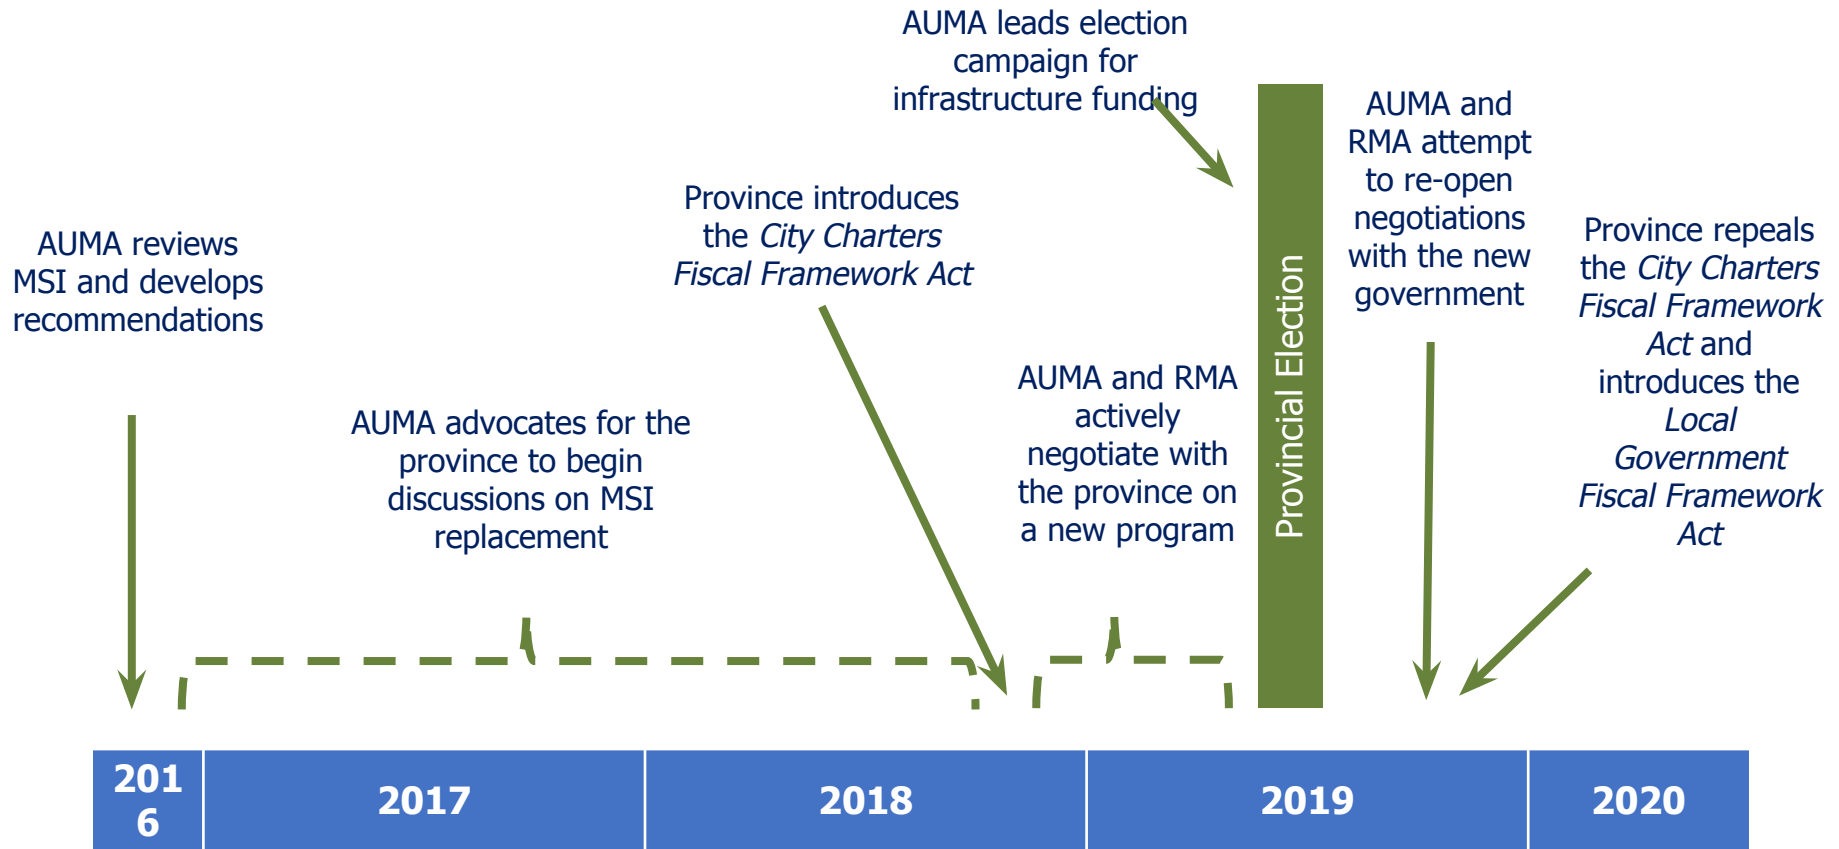 AUMA reviews
MSI and develops
recommendations
AUMA advocates for the
province to begin
discussions on MSI
replacement
Province introduces
the City Charters
Fiscal Framework Act
AUMA leads election
campaign for
infrastructure funding
AUMA and RMA
actively
negotiate with
the province on
a new program
Provincial Election
AUMA and
RMA attempt
to re-open
negotiations
with the new
government
Province repeals
the City Charters
Fiscal Framework
Act and
introduces the
Local
Government
Fiscal Framework
Act
201
6
2017
2018
2019
2020